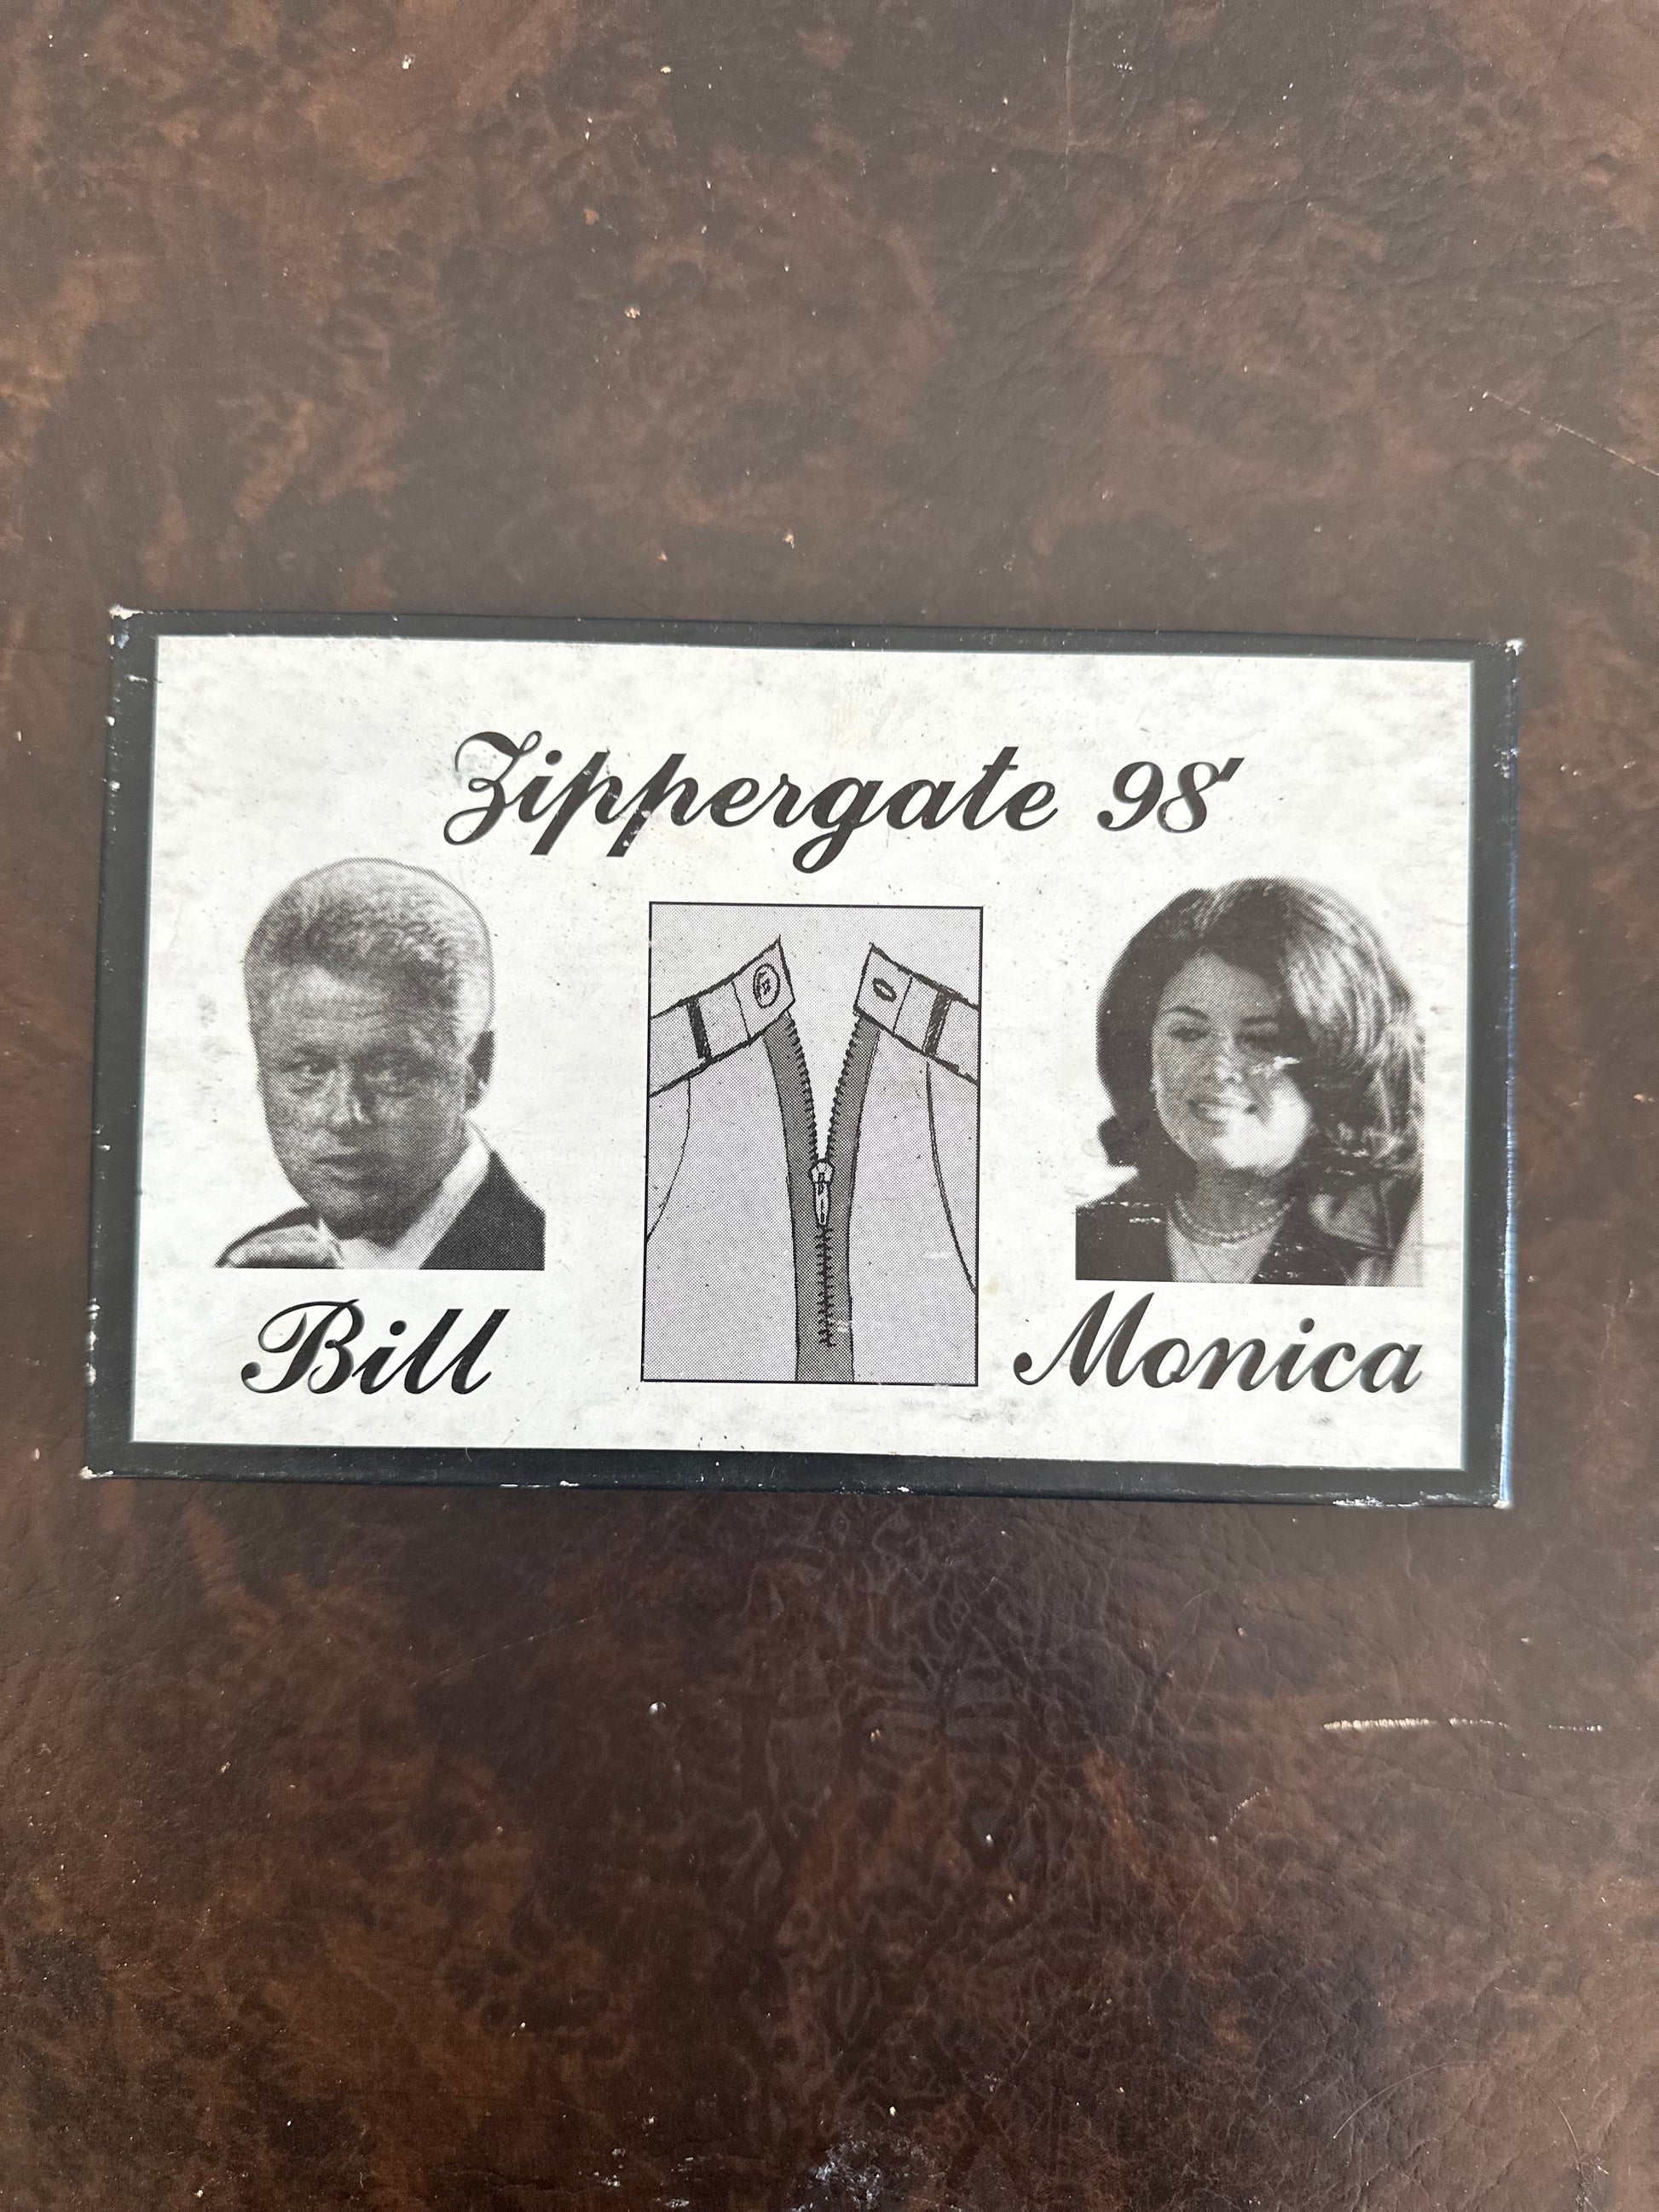 Zippergate 98'
Bill
Monica